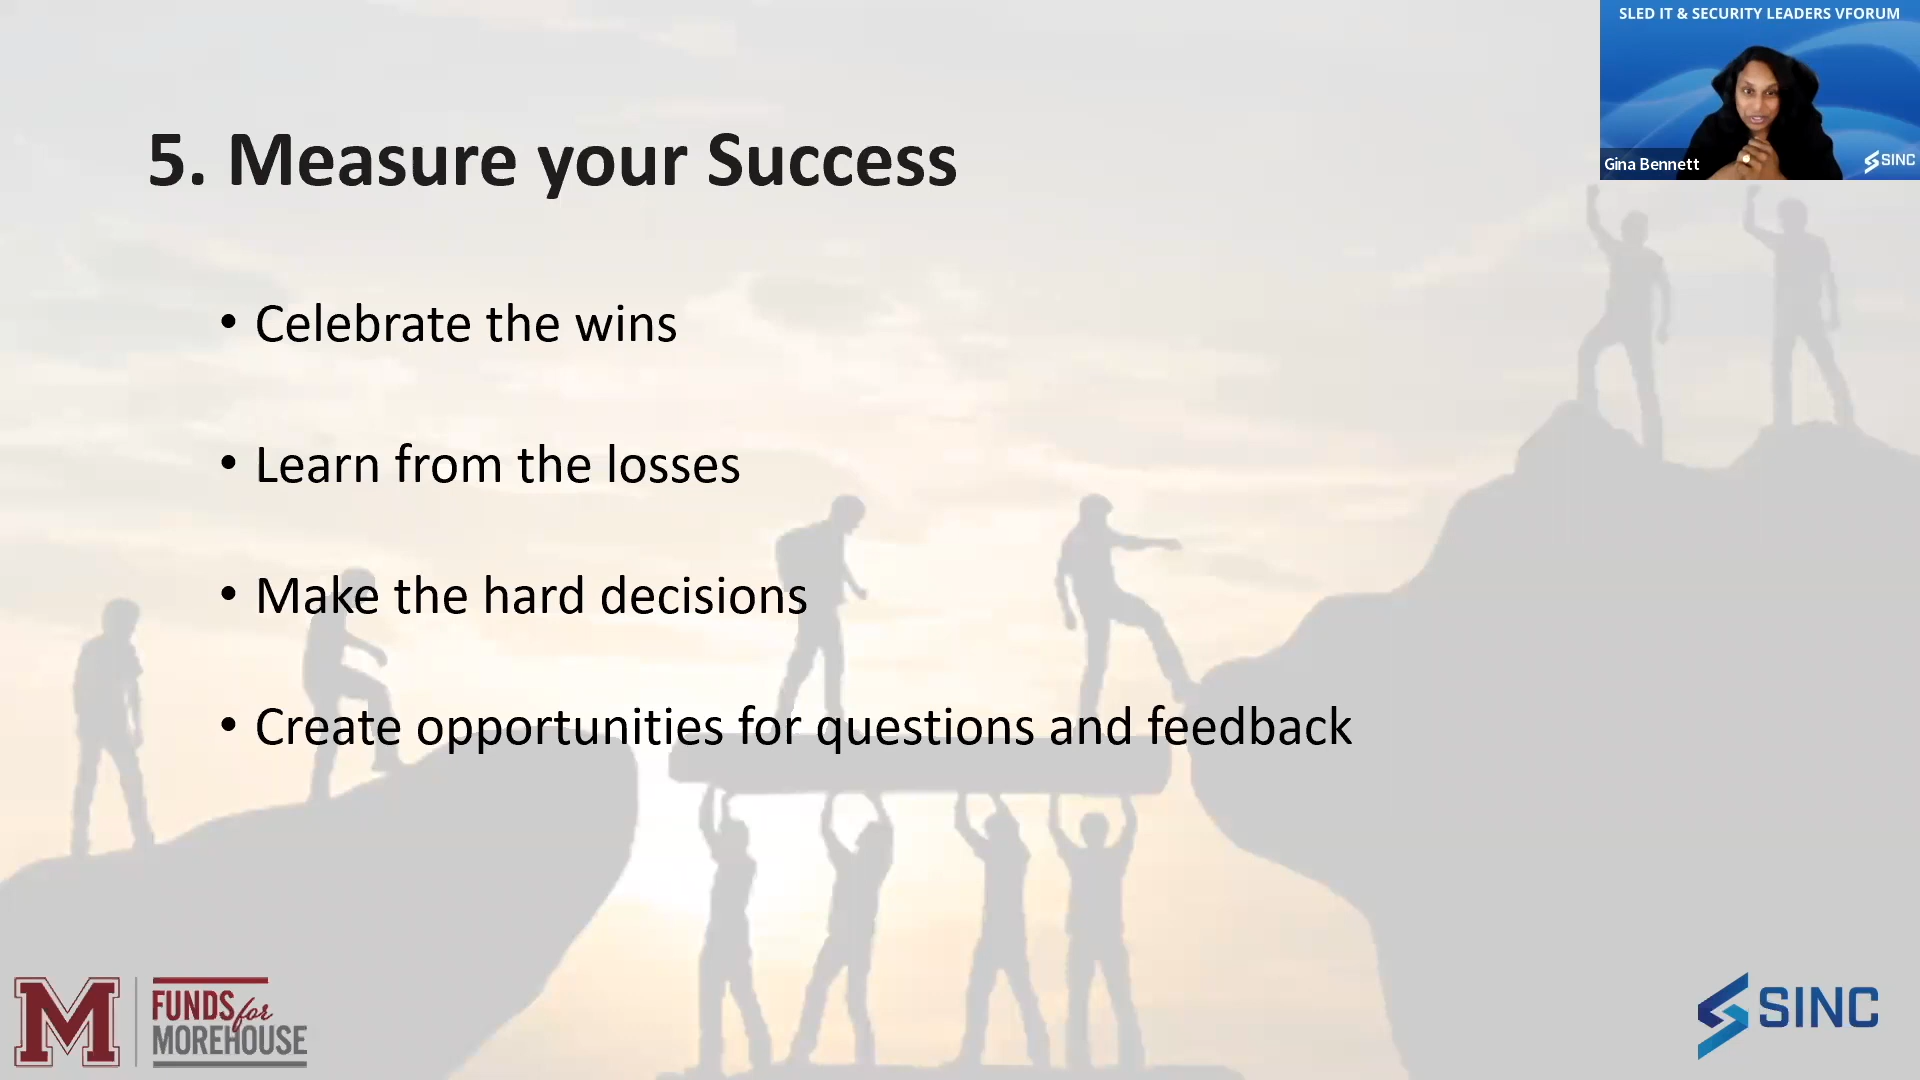 SLED IT & SECURITY LEADERS VFORUM
Gina Bennett
SINC
5. Measure your Success
• Celebrate the wins
• Learn from the losses
• Make the hard decisions
• Create opportunities for questions and feedback
M
FUNDS for
MOREHOUSE
SINC